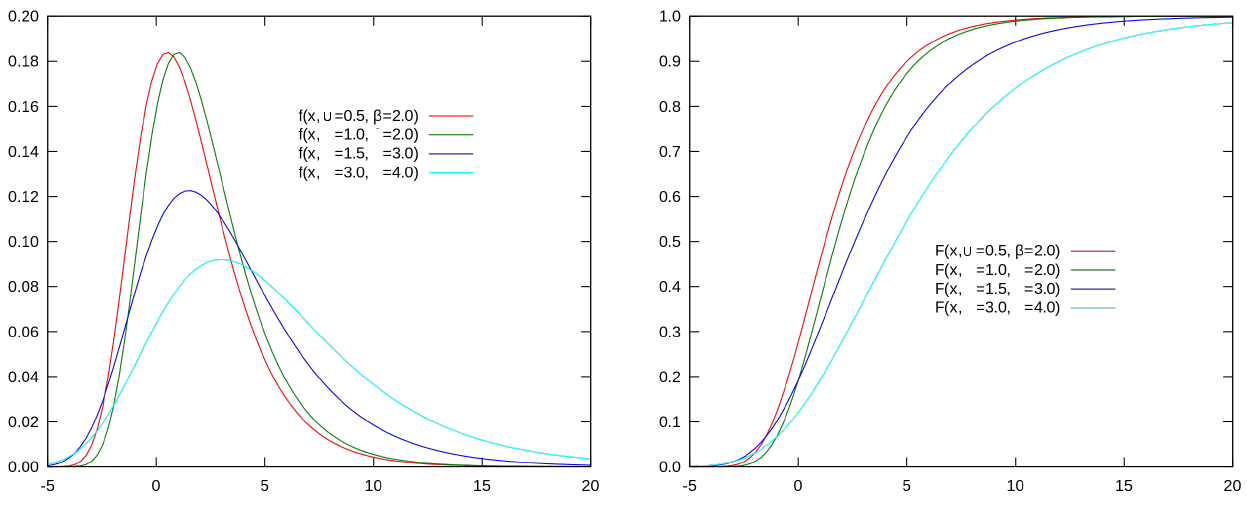 0.20
0.18
0.16
0.14
0.12
0.10
0.08
0.06
0.04
0.02
0.00
-5 0 5 10 15 20
f(x,∪=0.5, β=2.0)
f(x, =1.0, =2.0)
f(x, =1.5, =3.0)
f(x, =3.0, =4.0)
1.0
0.9
0.8
0.7
0.6
0.5
0.4
0.3
0.2
0.1
0.0
-5 0 5 10 15 20
F(x,∪=0.5, β=2.0)
F(x, =1.0, =2.0)
F(x, =1.5, =3.0)
F(x, =3.0, =4.0)